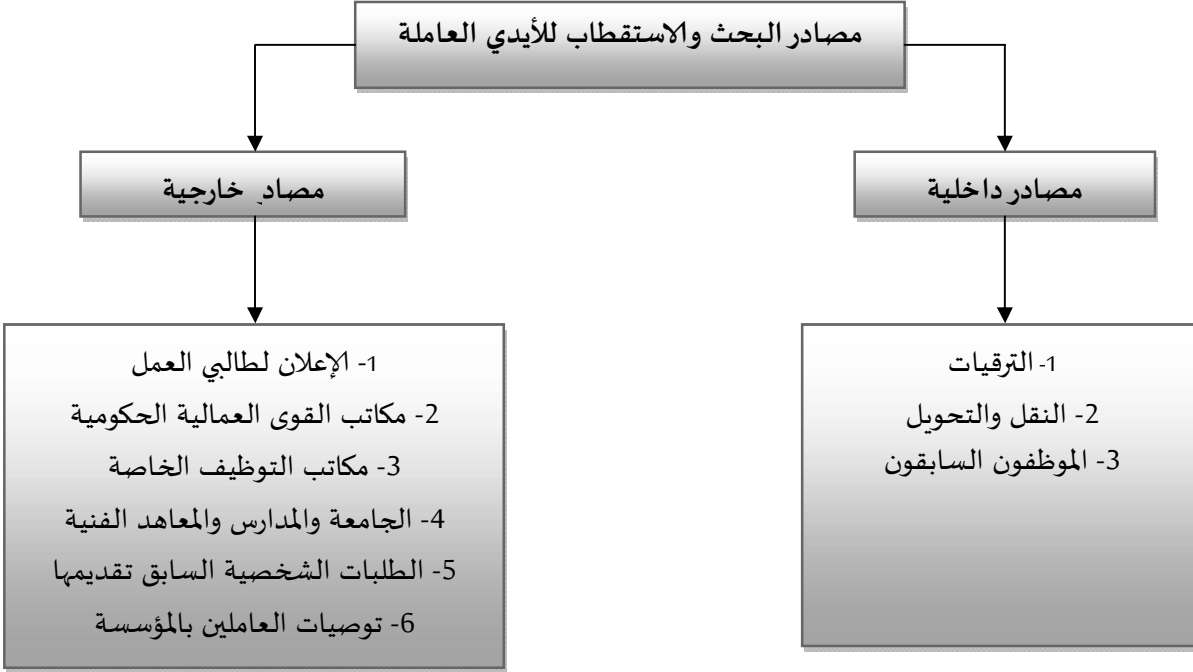 مصادر البحث والاستقطاب للأيدي العاملة
مصادر داخلية
1- الترقيات
2- النقل والتحويل
3- الموظفون السابقون
مصاد خارجية
1- الإعلان لطالبي العمل
2- مكاتب القوى العمالية الحكومية
3- مكاتب التوظيف الخاصة
4- الجامعة والمدارس والمعاهد الفنية
5- الطلبات الشخصية السابق تقديمها
6- توصيات العاملين بالمؤسسة